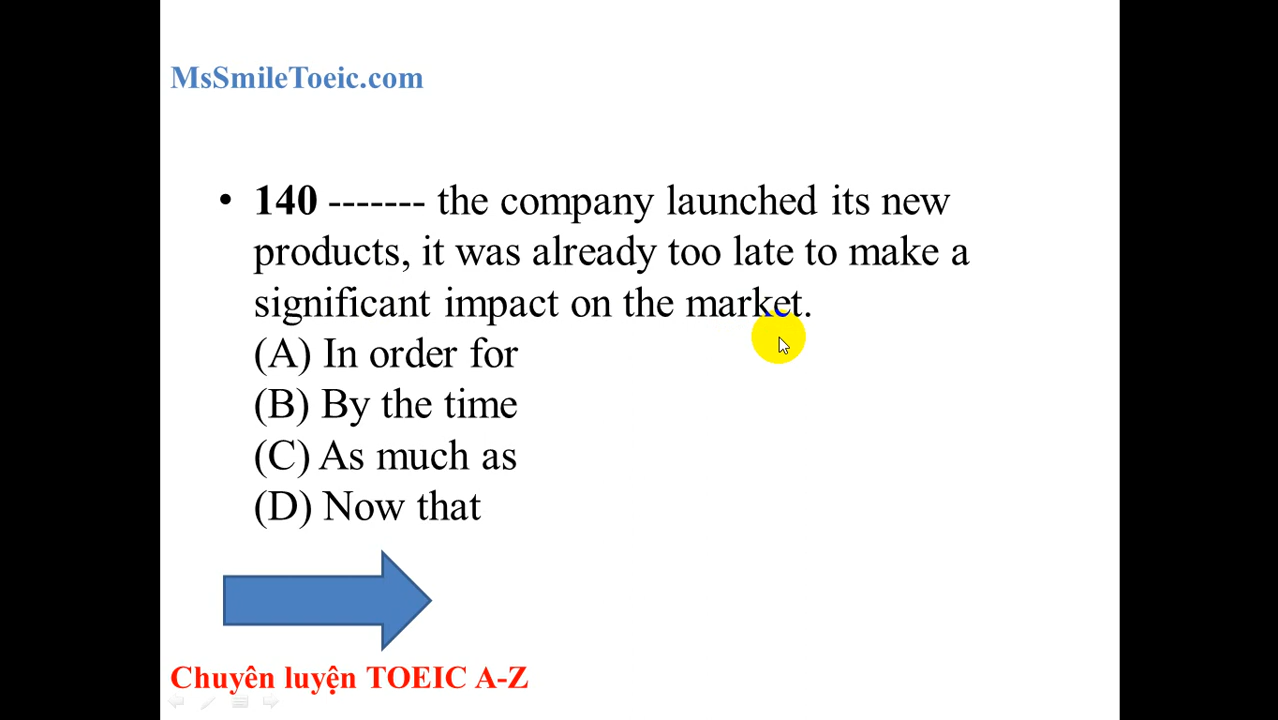 MsSmileToeic.com
• 140 ------- the company launched its new
products, it was already too late to make a
significant impact on the market.
(A) In order for
(B) By the time
(C) As much as
(D) Now that
Chuyên luyện TOEIC A-Z